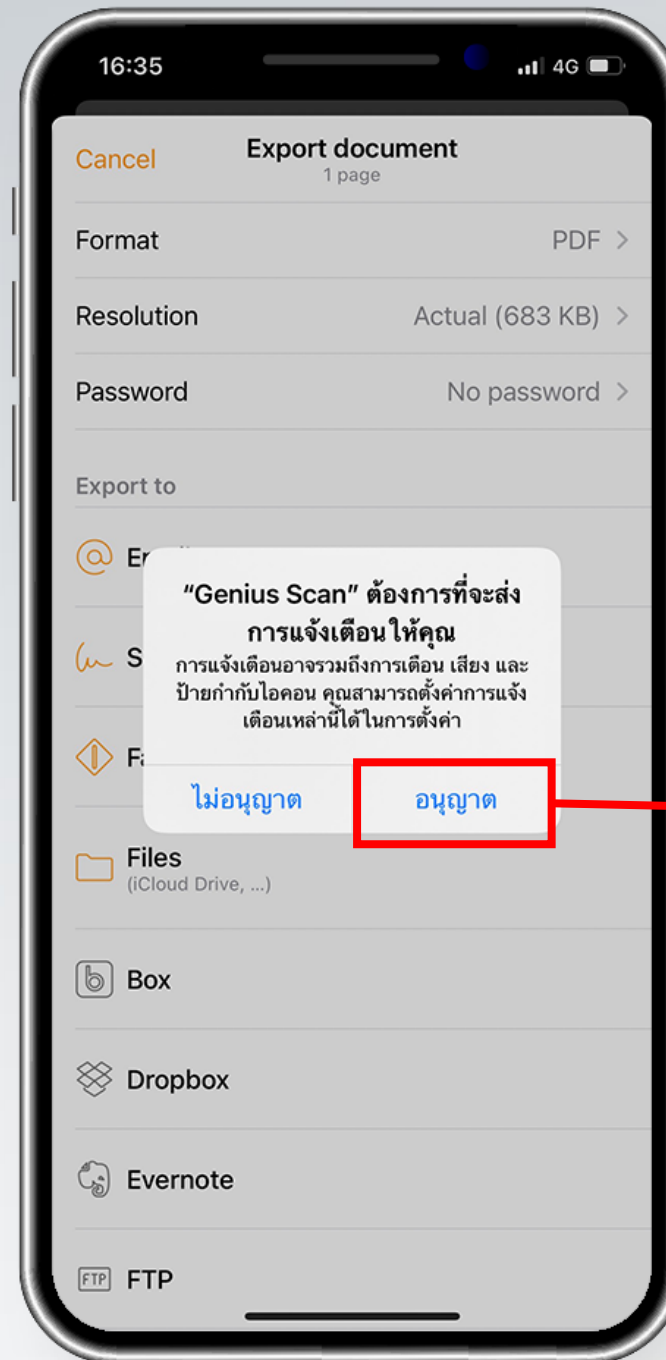 16:35
4G
Cancel
Export document
1 page
Format
PDF
Resolution
Actual (683 KB)
Password
No password
Export to
“Genius Scan” ต้องการที่จะส่ง
การแจ้งเตือนให้คุณ
การแจ้งเตือนอาจรวมถึงการเตือน เสียง และ
ป้ายกำกับไอคอน คุณสามารถตั้งค่าการแจ้ง
เตือนเหล่านี้ได้ในการตั้งค่า
ไม่อนุญาต
อนุญาต
Files
(iCloud Drive, ...)
Box
Dropbox
Evernote
FTP FTP